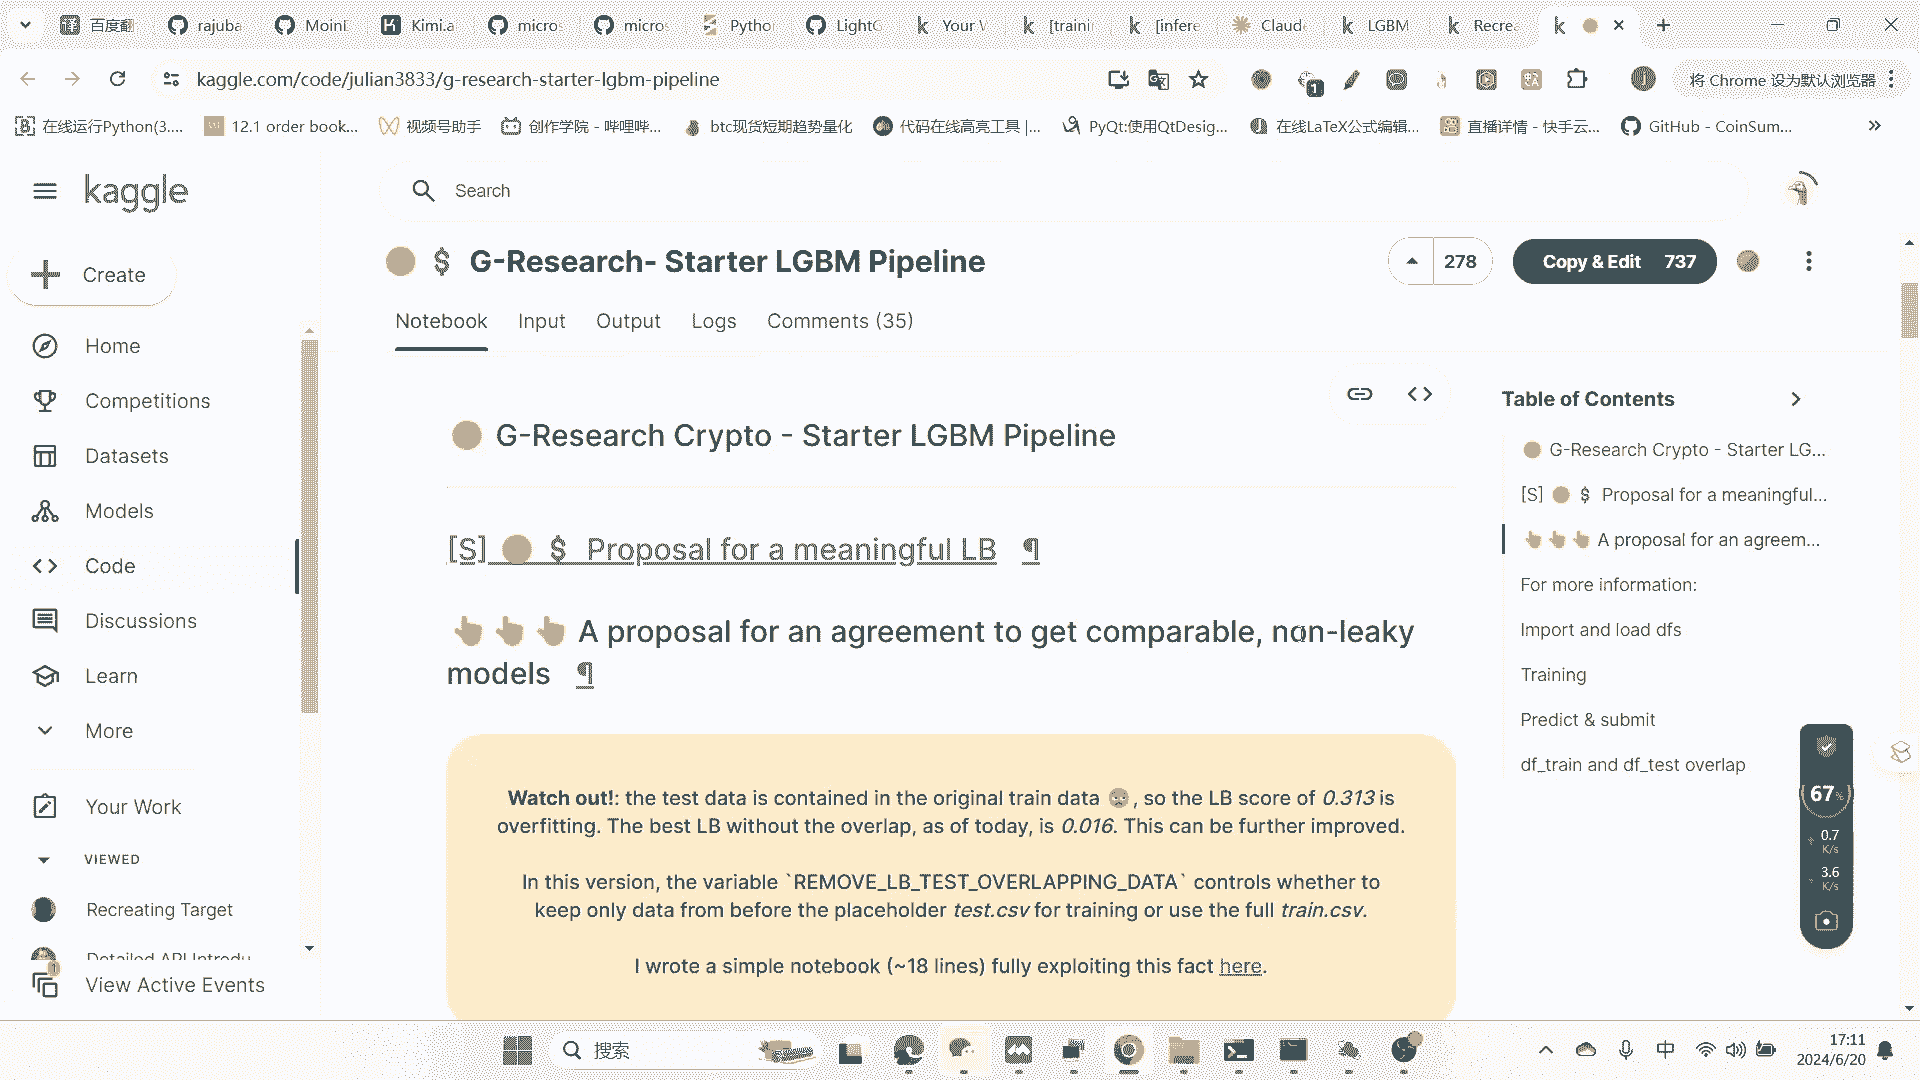 百度翻
rajuba
MoinD
Kimi.a
micros
micros
Pytho
LightG
Your W
[traini
[infere
Claud
LGBM
Recrea
kaggle.com/code/julian3833/g-research-starter-lgbm-pipeline
1
将 Chrome 设为默认浏览器
在线运行Python(3....
12.1 order book...
视频号助手
创作学院 - 哔哩哔...
btc现货短期趋势量化
代码在线高亮工具 |...
PyQt:使用QtDesig...
在线LaTeX公式编辑...
直播详情 - 快手云...
GitHub - CoinSum...
kaggle
Search
Create
$ G-Research- Starter LGBM Pipeline
278
Copy & Edit 737
Notebook
Input
Output
Logs
Comments (35)
Home
Competitions
Datasets
Models
Code
Discussions
Learn
More
Your Work
VIEWED
Recreating Target
Detailed API Introdu
View Active Events
1
G-Research Crypto - Starter LGBM Pipeline
[S] $ Proposal for a meaningful LB ¶
👆👆👆 A proposal for an agreement to get comparable, non-leaky
models ¶
Watch out!: the test data is contained in the original train data , so the LB score of 0.313 is
overfitting. The best LB without the overlap, as of today, is 0.016. This can be further improved.
In this version, the variable `REMOVE_LB_TEST_OVERLAPPING_DATA` controls whether to
keep only data from before the placeholder test.csv for training or use the full train.csv.
I wrote a simple notebook (~18 lines) fully exploiting this fact here.
Table of Contents
G-Research Crypto - Starter LG...
[S] $ Proposal for a meaningful...
👆👆👆 A proposal for an agreem...
For more information:
Import and load dfs
Training
Predict & submit
df_train and df_test overlap
67%
0.7
K/s
3.6
K/s
搜索
中
17:11
2024/6/20